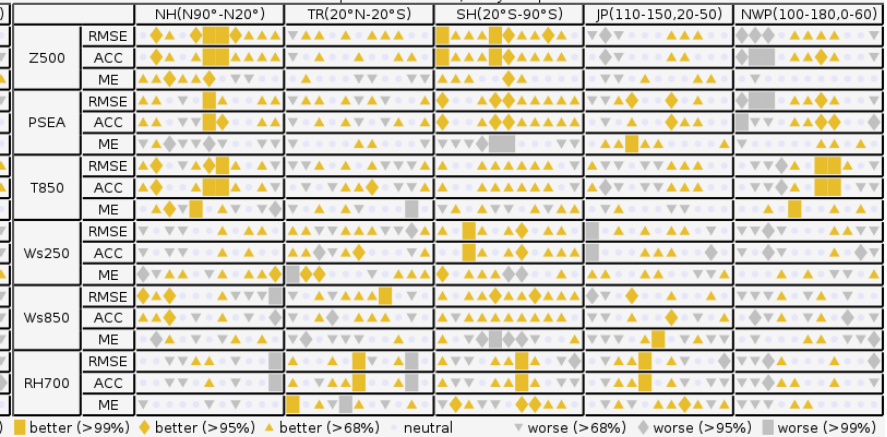 NH(N90°-N20°) TR(20°N-20°S) SH(20°S-90°S) JP(110-150,20-50) NWP(100-180,0-60)
RMSE
Z500 ACC
ME
RMSE
PSEA ACC
ME
RMSE
T850 ACC
ME
RMSE
Ws250 ACC
ME
RMSE
Ws850 ACC
ME
RMSE
RH700 ACC
ME
better (>99%) better (>95%) better (>68%) neutral worse (>68%) worse (>95%) worse (>99%)